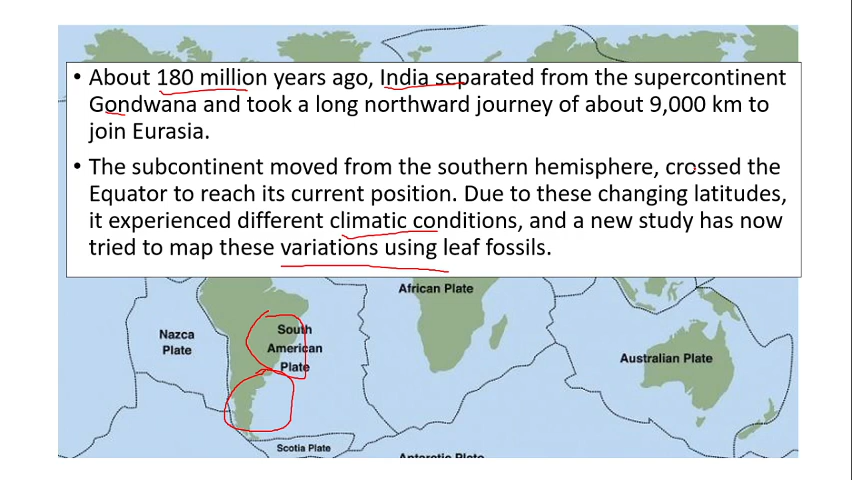 • About 180 million years ago, India separated from the supercontinent
Gondwana and took a long northward journey of about 9,000 km to
join Eurasia.
• The subcontinent moved from the southern hemisphere, crossed the
Equator to reach its current position. Due to these changing latitudes,
it experienced different climatic conditions, and a new study has now
tried to map these variations using leaf fossils.
African Plate
Nazca
Plate
South
American
Plate
Australian Plate
Scotia Plate
Antarctic Plate